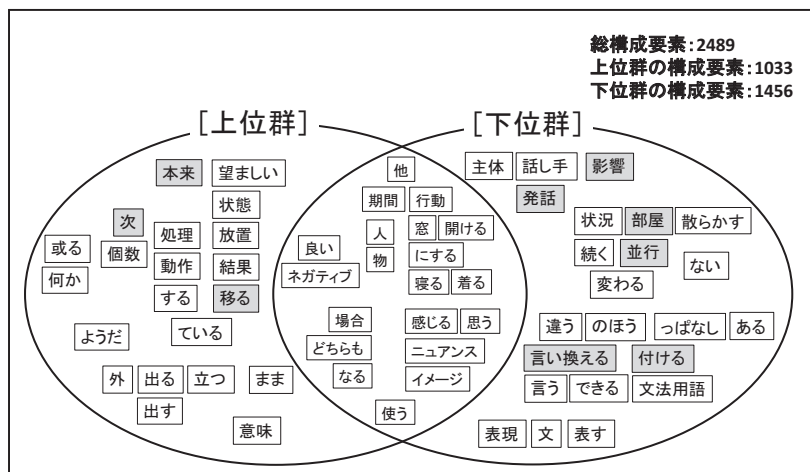 総構成要素:2489
上位群の構成要素:1033
下位群の構成要素:1456
[上位群]
[下位群]
本来 望ましい
状態
次
処理 放置
或る 個数
何か 動作 結果
する 移る
ようだ ている
外 出る 立つ まま
出す
意味
他
期間 行動
人 窓 開ける
良い 物 にする
ネガティブ 寝る 着る
場合 感じる 思う
どちらも ニュアンス
なる イメージ
使う
主体 話し手 影響
発話
状況 部屋 散らかす
続く 並行 ない
変わる
違う のほう っぱなし ある
言い換える 付ける
言う できる 文法用語
表現 文 表す